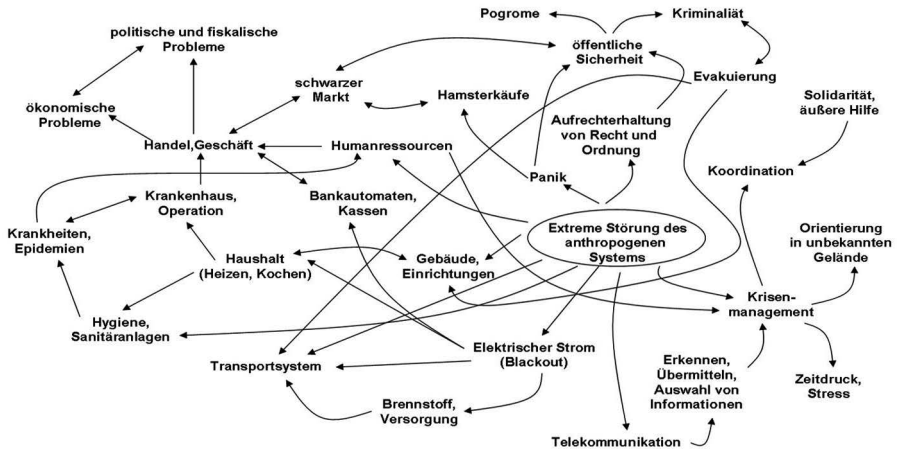 Pogrome
Kriminaliät
politische und fiskalische
Probleme
öffentliche
Sicherheit
schwarzer
Markt
Evakuierung
Hamsterkäufe
Solidarität,
äußere Hilfe
ökonomische
Probleme
Aufrechterhaltung
von Recht und
Ordnung
Handel,Geschäft
Humanressourcen
Koordination
Panik
Krankenhaus,
Operation
Bankautomaten,
Kassen
Krankheiten,
Epidemien
Extreme Störung des
anthropogenen
Systems
Orientierung
in unbekannten
Gelände
Haushalt
(Heizen, Kochen)
Gebäude,
Einrichtungen
Krisen-
management
Hygiene,
Sanitäranlagen
Elektrischer Strom
(Blackout)
Transportsystem
Erkennen,
Übermitteln,
Auswahl von
Informationen
Zeitdruck,
Stress
Brennstoff,
Versorgung
Telekommunikation